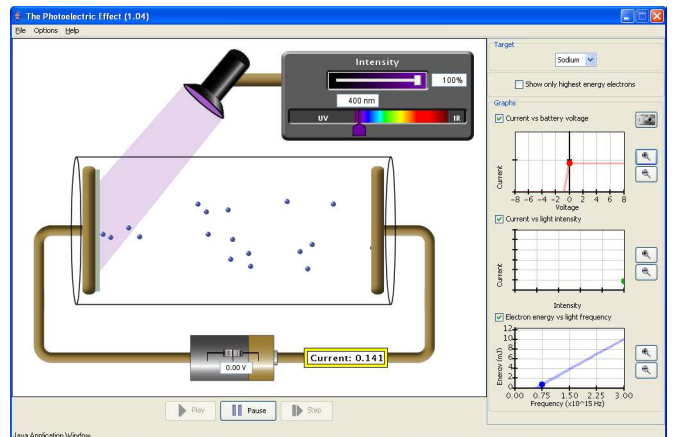 The Photoelectric Effect (1.04)
File Options Help
Intensity
100%
400 nm
UV
IR
Current: 0.141
0.00 V
Play
Pause
Step
Java Application Window
Target
Sodium
Show only highest energy electrons
Graphs
Current vs battery voltage
Current
-8 -6 -4 -2 0 2 4 6 8
Voltage
Current vs light intensity
Current
Intensity
Electron energy vs light frequency
12
10
8
6
4
2
0
0.00 0.75 1.50 2.25 3.00
Frequency (x10^15 Hz)